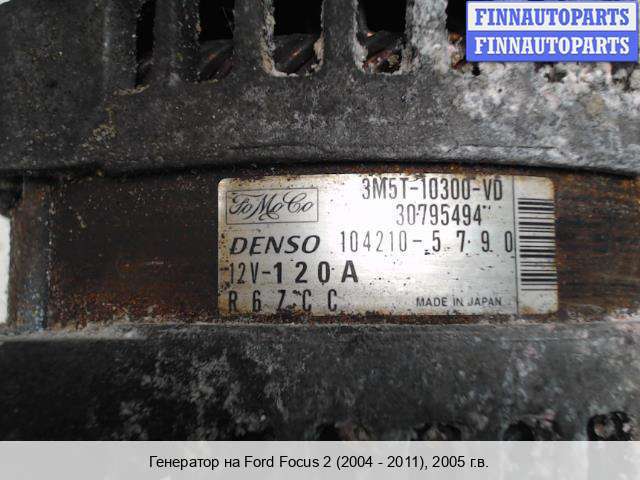 FINNAUTOPARTS
FINNAUTOPARTS
FoMoCo
3M5T-10300-VD
30795494
DENSO 104210-5790
12V-120A
R6ZCC
MADE IN JAPAN
Генератор на Ford Focus 2 (2004 - 2011), 2005 г.в.